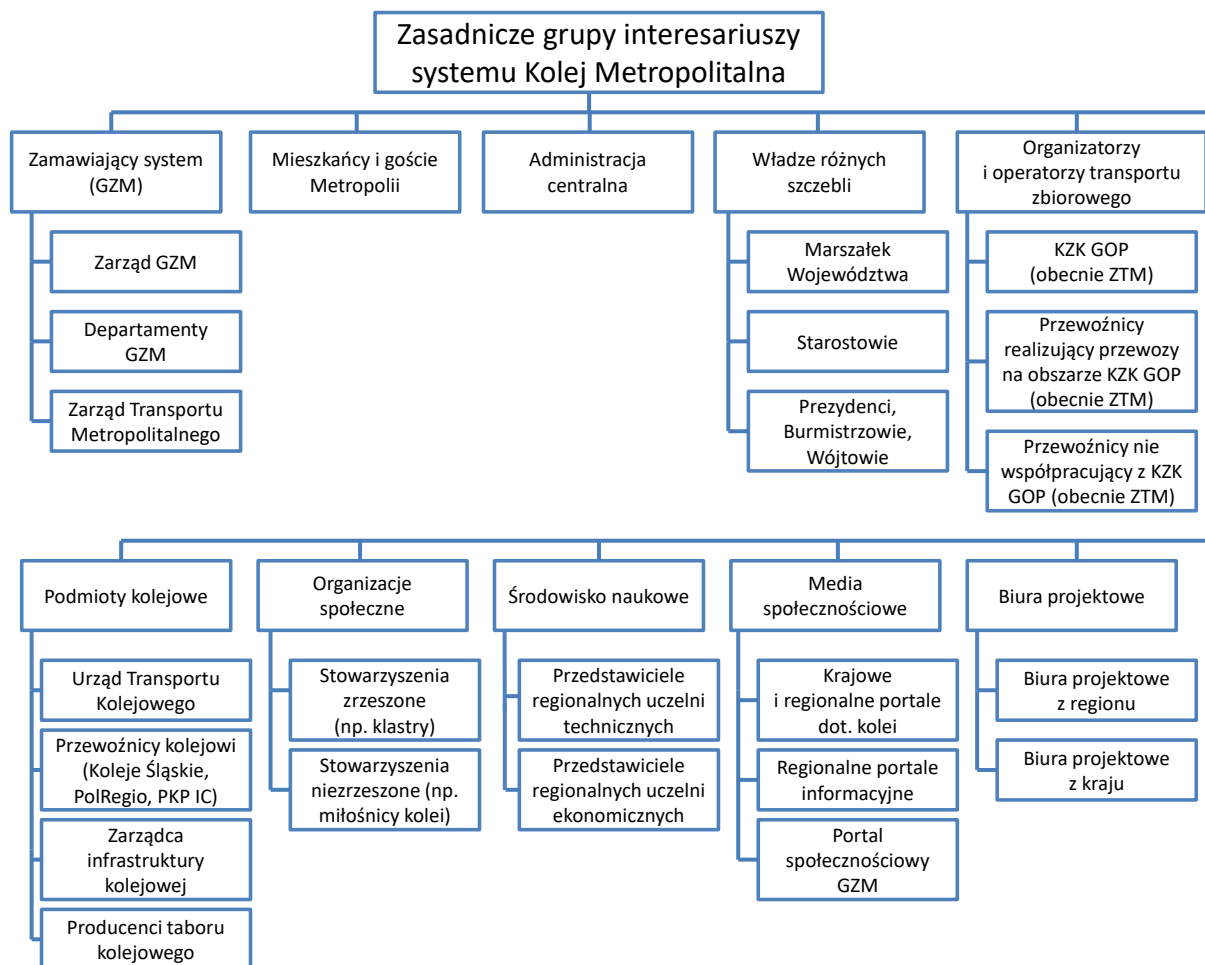 Zasadnicze grupy interesariuszy
systemu Kolej Metropolitalna
Zamawiający system
(GZM)
Zarząd GZM
Departamenty
GZM
Zarząd Transportu
Metropolitalnego
Mieszkańcy i goście
Metropolii
Administracja
centralna
Władze różnych
szczebli
Marszałek
Województwa
Starostowie
Prezydenci,
Burmistrzowie,
Wójtowie
Organizatorzy
i operatorzy transportu
zbiorowego
KZK GOP
(obecnie ZTM)
Przewoźnicy
realizujący przewozy
na obszarze KZK GOP
(obecnie ZTM)
Przewoźnicy nie
współpracujący z KZK
GOP (obecnie ZTM)
Podmioty kolejowe
Urząd Transportu
Kolejowego
Przewoźnicy kolejowi
(Koleje Śląskie,
PolRegio, PKP IC)
Zarządca
infrastruktury
kolejowej
Producenci taboru
kolejowego
Organizacje
społeczne
Stowarzyszenia
zrzeszone
(np. klastry)
Stowarzyszenia
niezrzeszone (np.
miłośnicy kolei)
Środowisko naukowe
Przedstawiciele
regionalnych uczelni
technicznych
Przedstawiciele
regionalnych uczelni
ekonomicznych
Media
społecznościowe
Krajowe
i regionalne portale
dot. kolei
Regionalne portale
informacyjne
Portal
społecznościowy
GZM
Biura projektowe
Biura projektowe
z regionu
Biura projektowe
z kraju